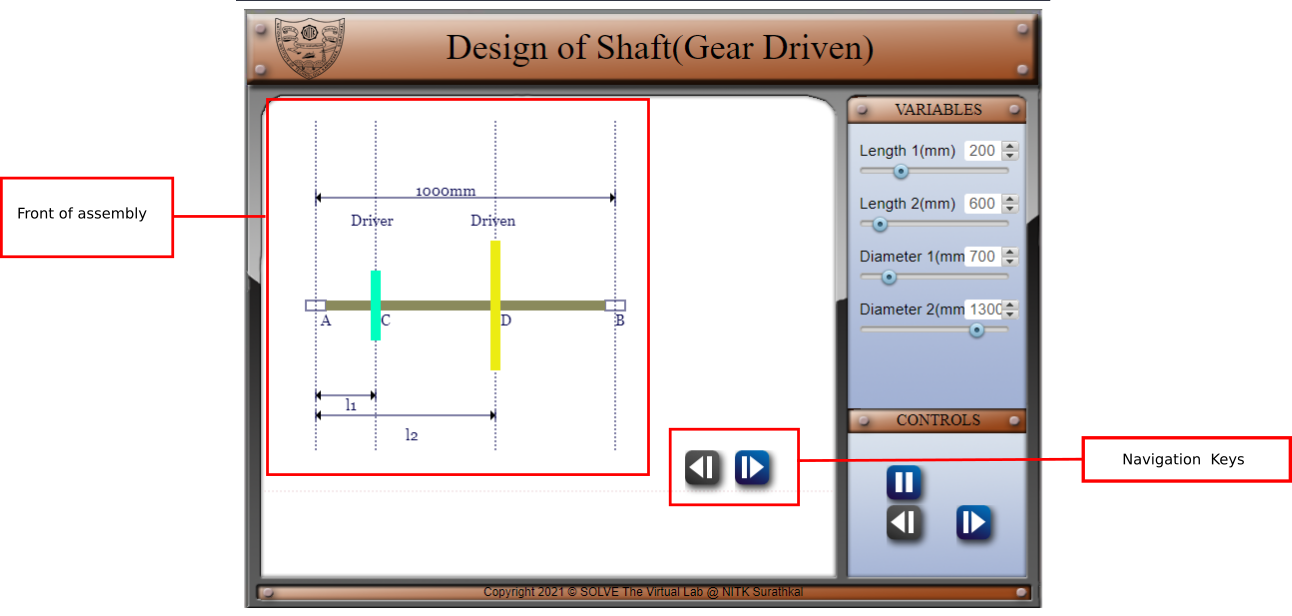 Design of Shaft(Gear Driven)
Front of assembly
1000mm
Driver
Driven
A
C
D
B
l1
l2
VARIABLES
Length 1(mm) 200
Length 2(mm) 600
Diameter 1(mm 700
Diameter 2(mm 1300
CONTROLS
Navigation Keys
Copyright 2021 © SOLVE The Virtual Lab @ NITK Surathkal